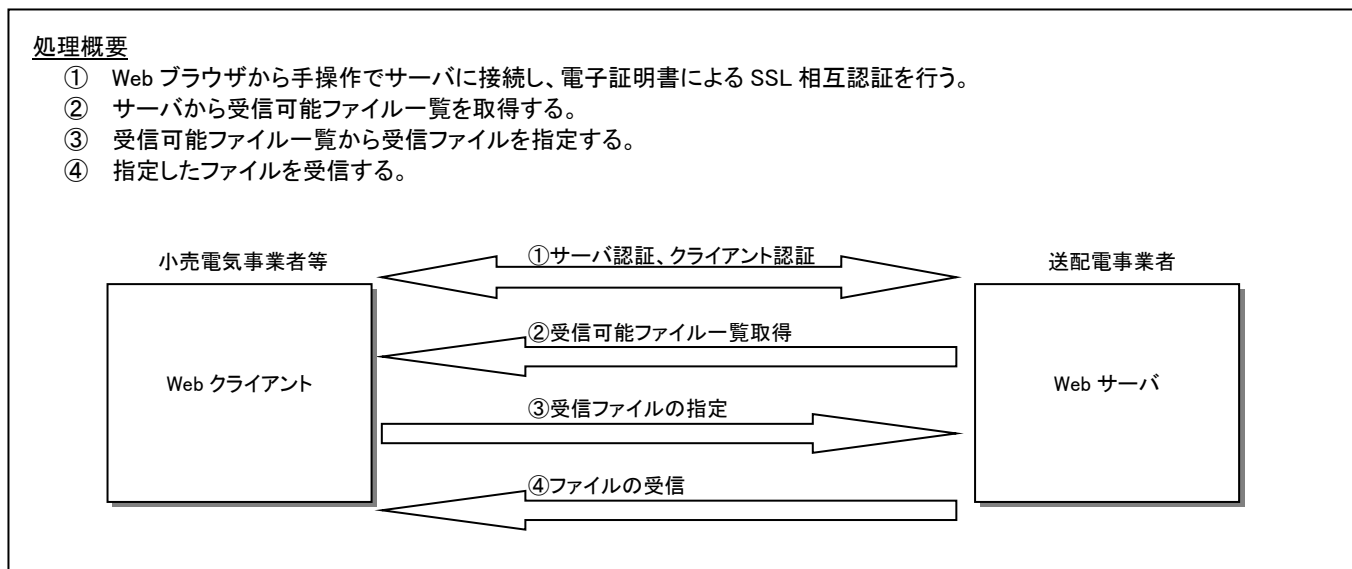 処理概要
① Web ブラウザから手操作でサーバに接続し、電子証明書による SSL 相互認証を行う。
② サーバから受信可能ファイル一覧を取得する。
③ 受信可能ファイル一覧から受信ファイルを指定する。
④ 指定したファイルを受信する。
小売電気事業者等
①サーバ認証、クライアント認証
送配電事業者
②受信可能ファイル一覧取得
Web クライアント
Web サーバ
③受信ファイルの指定
④ファイルの受信